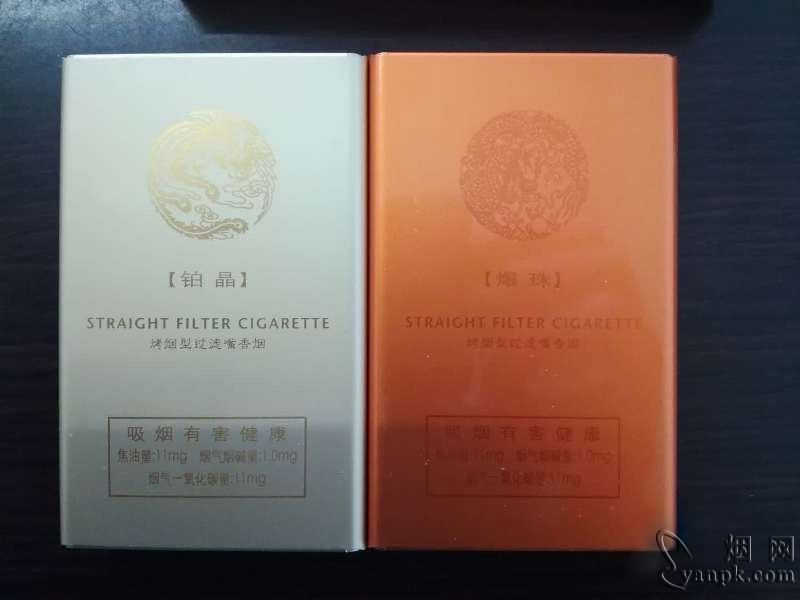 【铂晶】
STRAIGHT FILTER CIGARETTE
烤烟型过滤嘴香烟
吸烟有害健康
焦油量:11mg 烟气烟碱量:1.0mg
烟气一氧化碳量:11mg
【爆珠】
STRAIGHT FILTER CIGARETTE
烤烟型过滤嘴香烟
吸烟有害健康
焦油量:11mg 烟气烟碱量:1.0mg
烟气一氧化碳量:11mg
烟网
yanpk.com